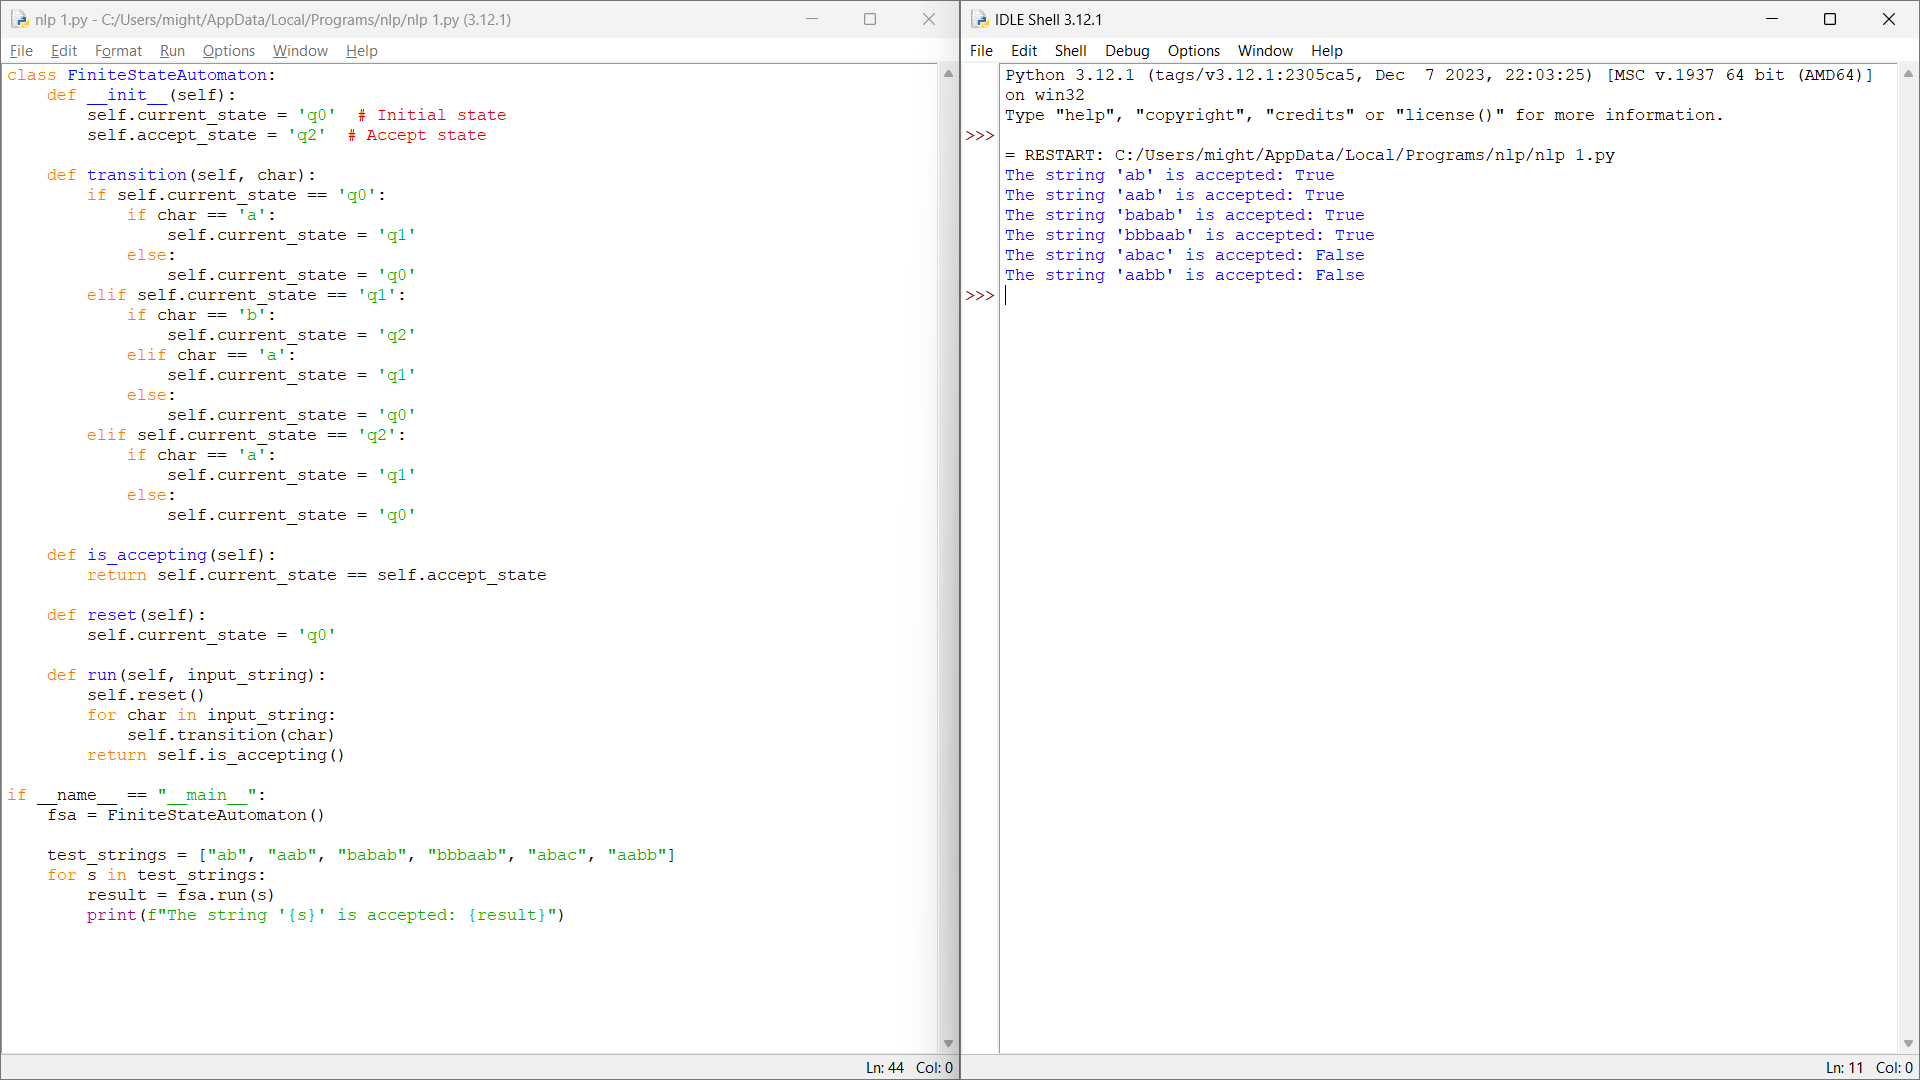 nlp 1.py - C:/Users/might/AppData/Local/Programs/nlp/nlp 1.py (3.12.1)
File Edit Format Run Options Window Help
class FiniteStateAutomaton:
    def __init__(self):
        self.current_state = 'q0'  # Initial state
        self.accept_state = 'q2'  # Accept state

    def transition(self, char):
        if self.current_state == 'q0':
            if char == 'a':
                self.current_state = 'q1'
            else:
                self.current_state = 'q0'
        elif self.current_state == 'q1':
            if char == 'b':
                self.current_state = 'q2'
            elif char == 'a':
                self.current_state = 'q1'
            else:
                self.current_state = 'q0'
        elif self.current_state == 'q2':
            if char == 'a':
                self.current_state = 'q1'
            else:
                self.current_state = 'q0'

    def is_accepting(self):
        return self.current_state == self.accept_state

    def reset(self):
        self.current_state = 'q0'

    def run(self, input_string):
        self.reset()
        for char in input_string:
            self.transition(char)
        return self.is_accepting()

if __name__ == "__main__":
    fsa = FiniteStateAutomaton()

    test_strings = ["ab", "aab", "babab", "bbbaab", "abac", "aabb"]
    for s in test_strings:
        result = fsa.run(s)
        print(f"The string '{s}' is accepted: {result}")
Ln: 44 Col: 0
IDLE Shell 3.12.1
File Edit Shell Debug Options Window Help
Python 3.12.1 (tags/v3.12.1:2305ca5, Dec  7 2023, 22:03:25) [MSC v.1937 64 bit (AMD64)]
on win32
Type "help", "copyright", "credits" or "license()" for more information.
>>>
= RESTART: C:/Users/might/AppData/Local/Programs/nlp/nlp 1.py
The string 'ab' is accepted: True
The string 'aab' is accepted: True
The string 'babab' is accepted: True
The string 'bbbaab' is accepted: True
The string 'abac' is accepted: False
The string 'aabb' is accepted: False
>>>
Ln: 11 Col: 0